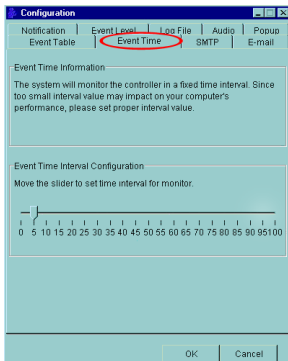 Configuration
Notification Event Level Log File Audio Popup
Event Table Event Time SMTP E-mail
Event Time Information
The system will monitor the controller in a fixed time interval. Since
too small interval value may impact on your computer's
performance, please set proper interval value.
Event Time Interval Configuration
Move the slider to set time interval for monitor.
0 5 10 15 20 25 30 35 40 45 50 55 60 65 70 75 80 85 90 95 100
OK Cancel